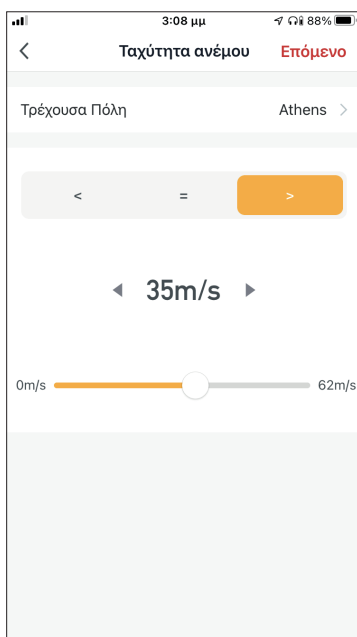 3:08 μμ 88%
Ταχύτητα ανέμου Επόμενο
Τρέχουσα Πόλη Athens >
< = >
35m/s
0m/s 62m/s